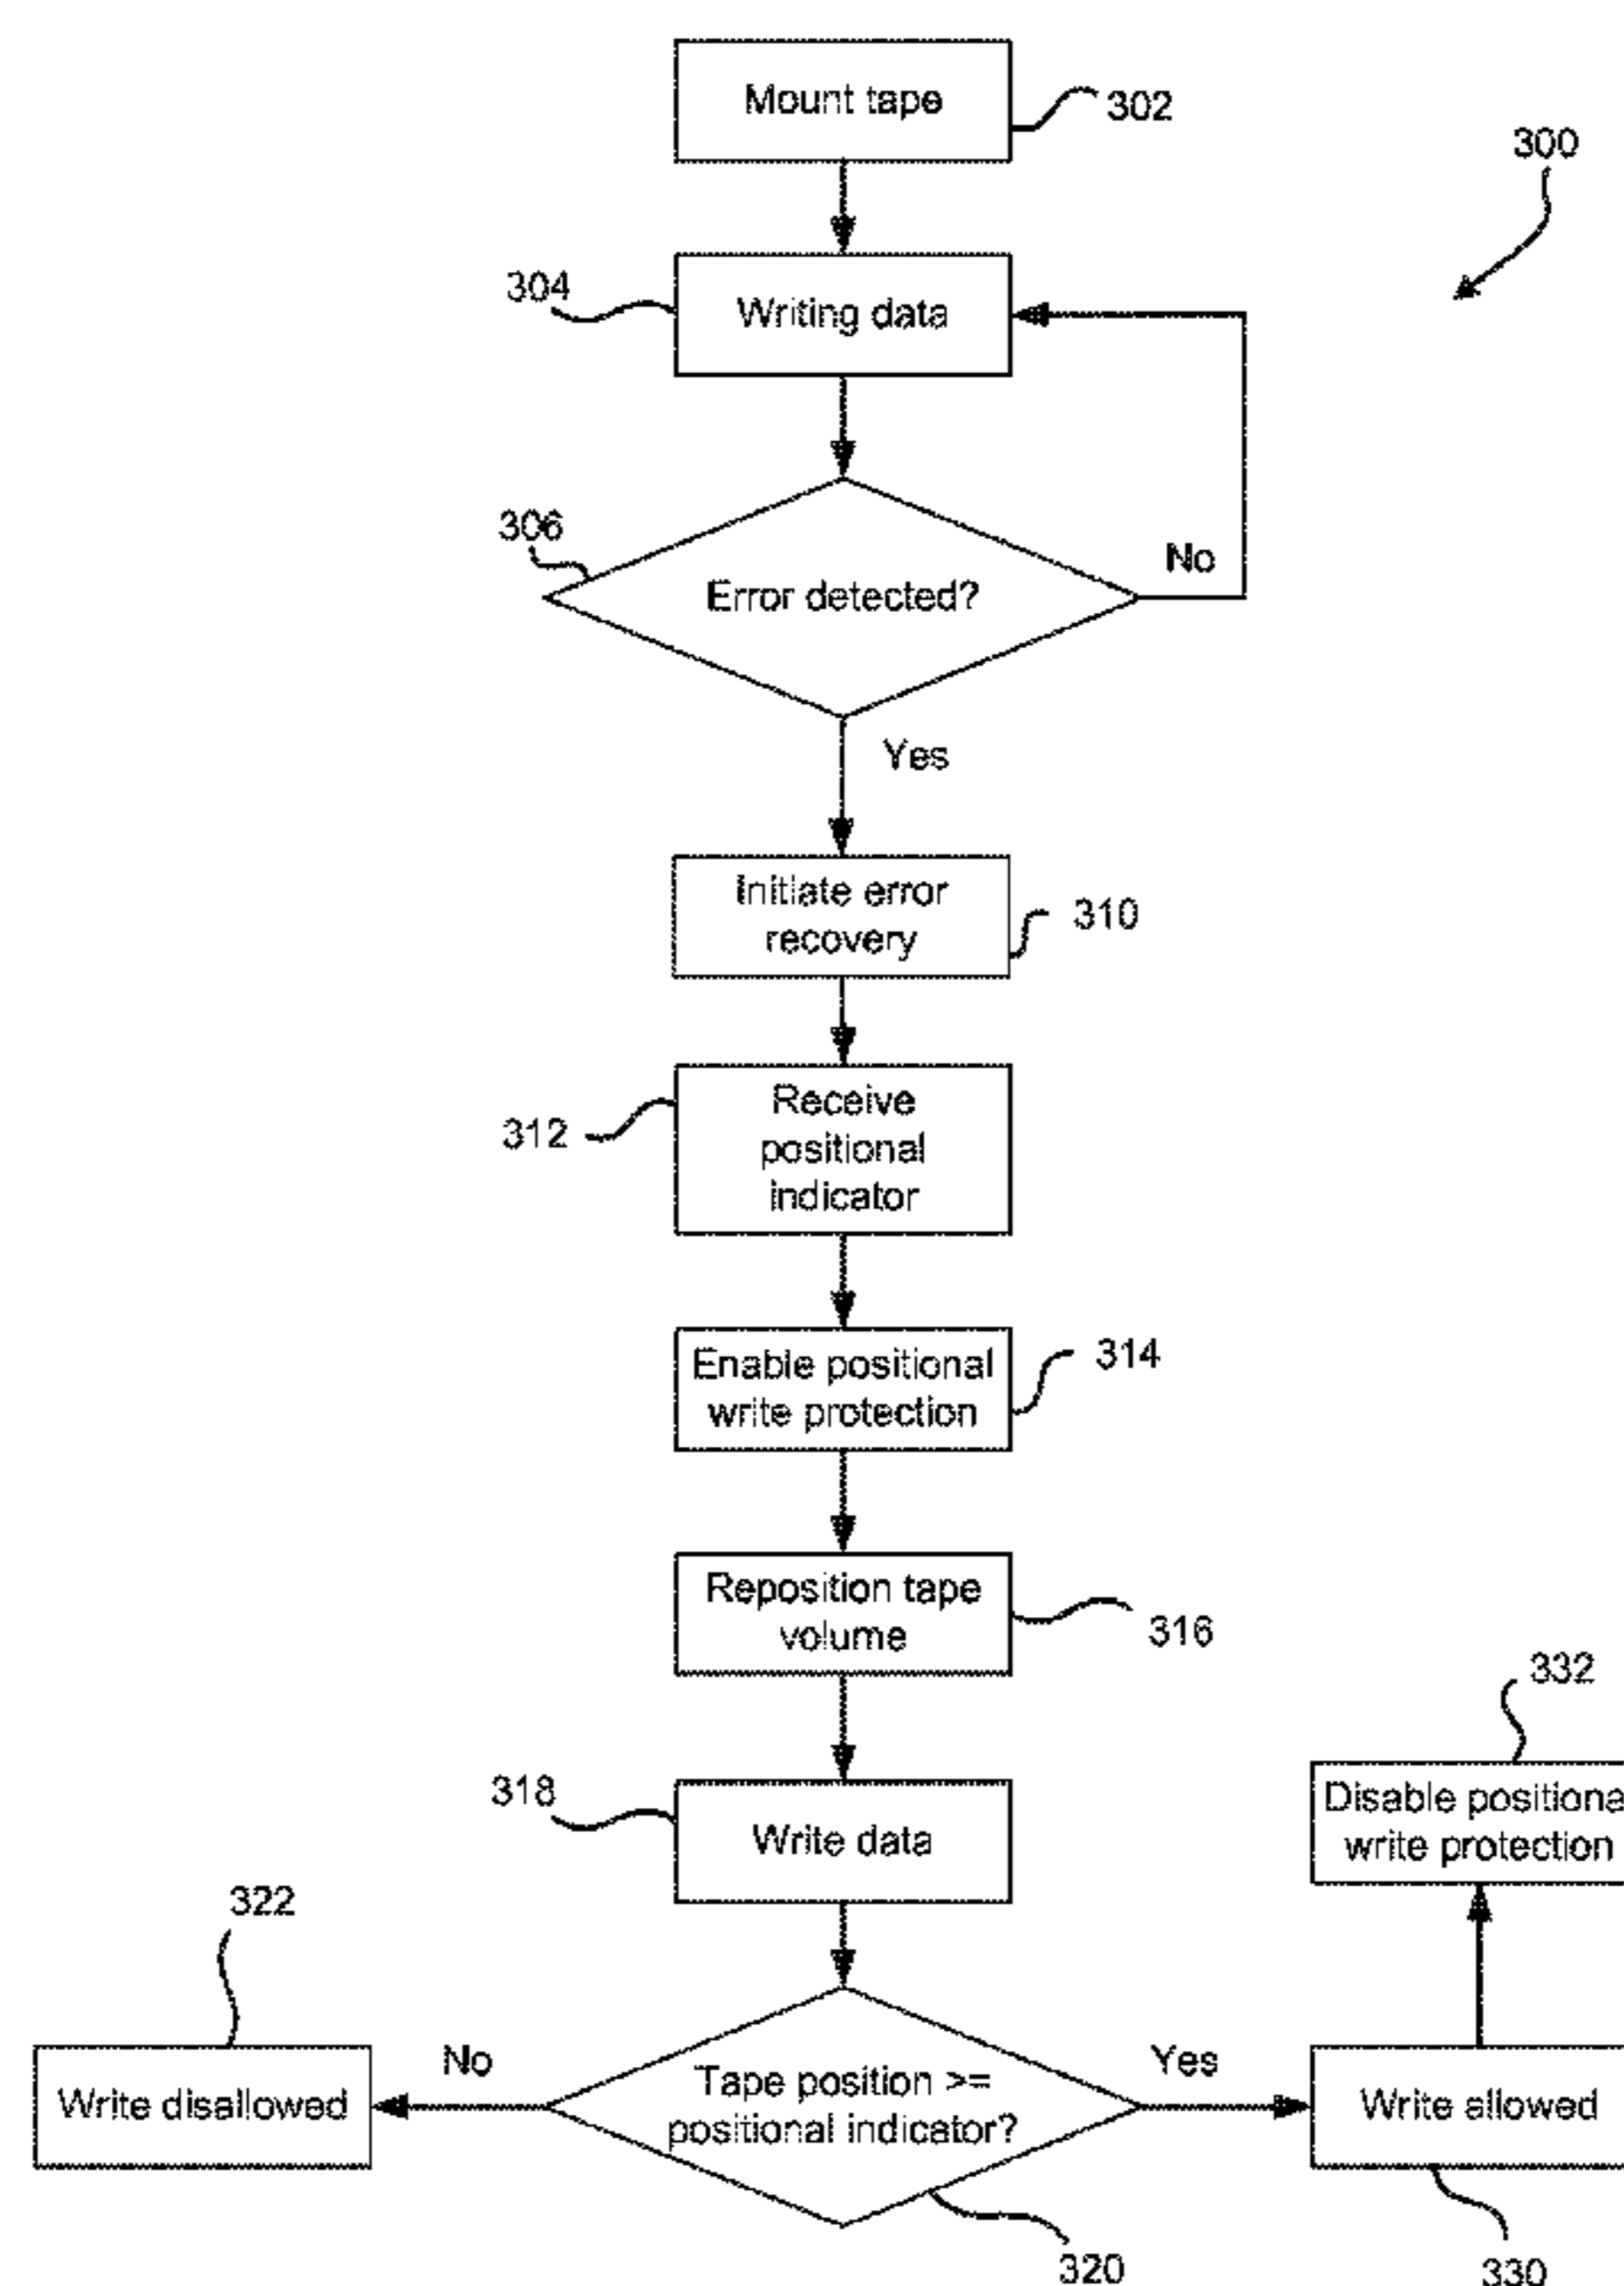 Mount tape
302
300
304
Writing data
306
Error detected?
No
Yes
Initiate error
recovery
310
312
Receive
positional
indicator
Enable positional
write protection
314
Reposition tape
volume
316
332
318
Write data
Disable positiona
write protection
322
No
Tape position >=
positional indicator?
Yes
Write disallowed
Write allowed
320
330